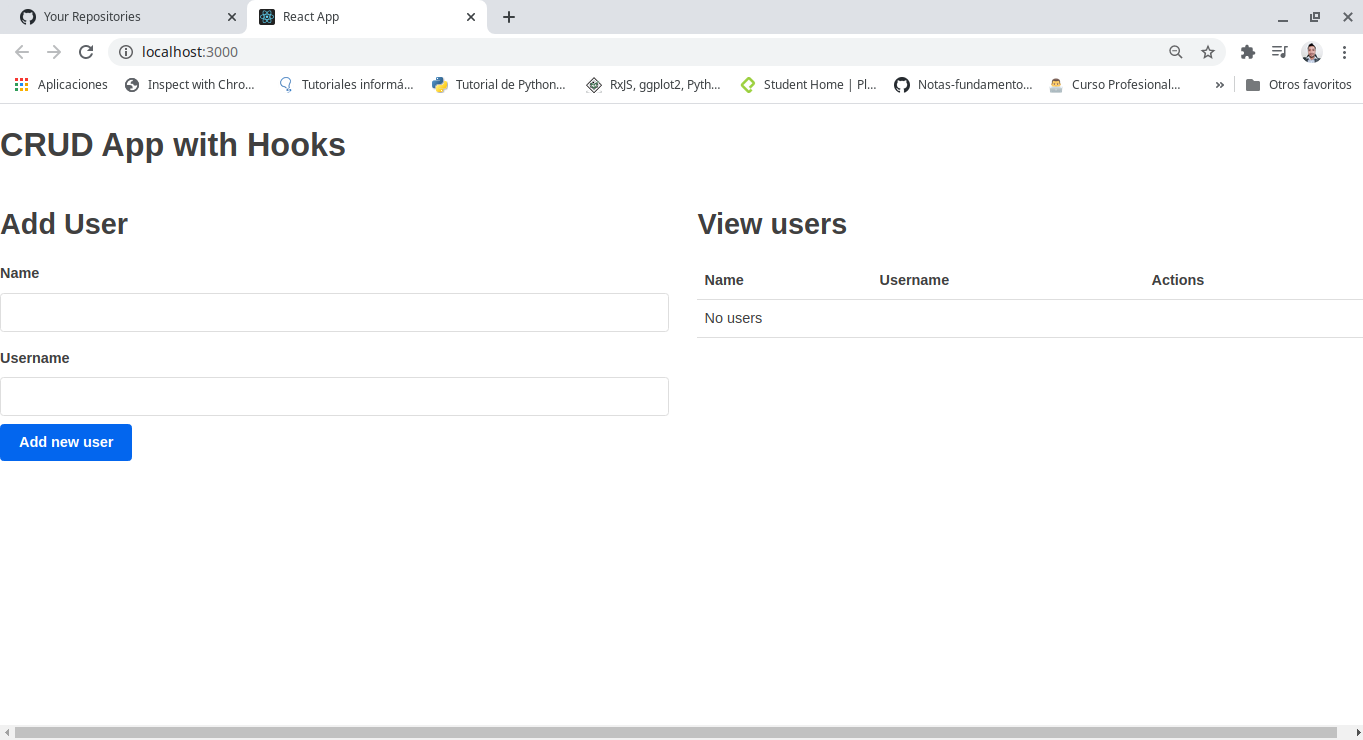 Your Repositories
React App
localhost:3000
Aplicaciones
Inspect with Chro...
Tutoriales informá...
Tutorial de Python...
RxJS, ggplot2, Pyth...
Student Home | Pl...
Notas-fundamento...
Curso Profesional...
»
Otros favoritos
CRUD App with Hooks
Add User
Name
Username
Add new user
View users
Name Username Actions
No users